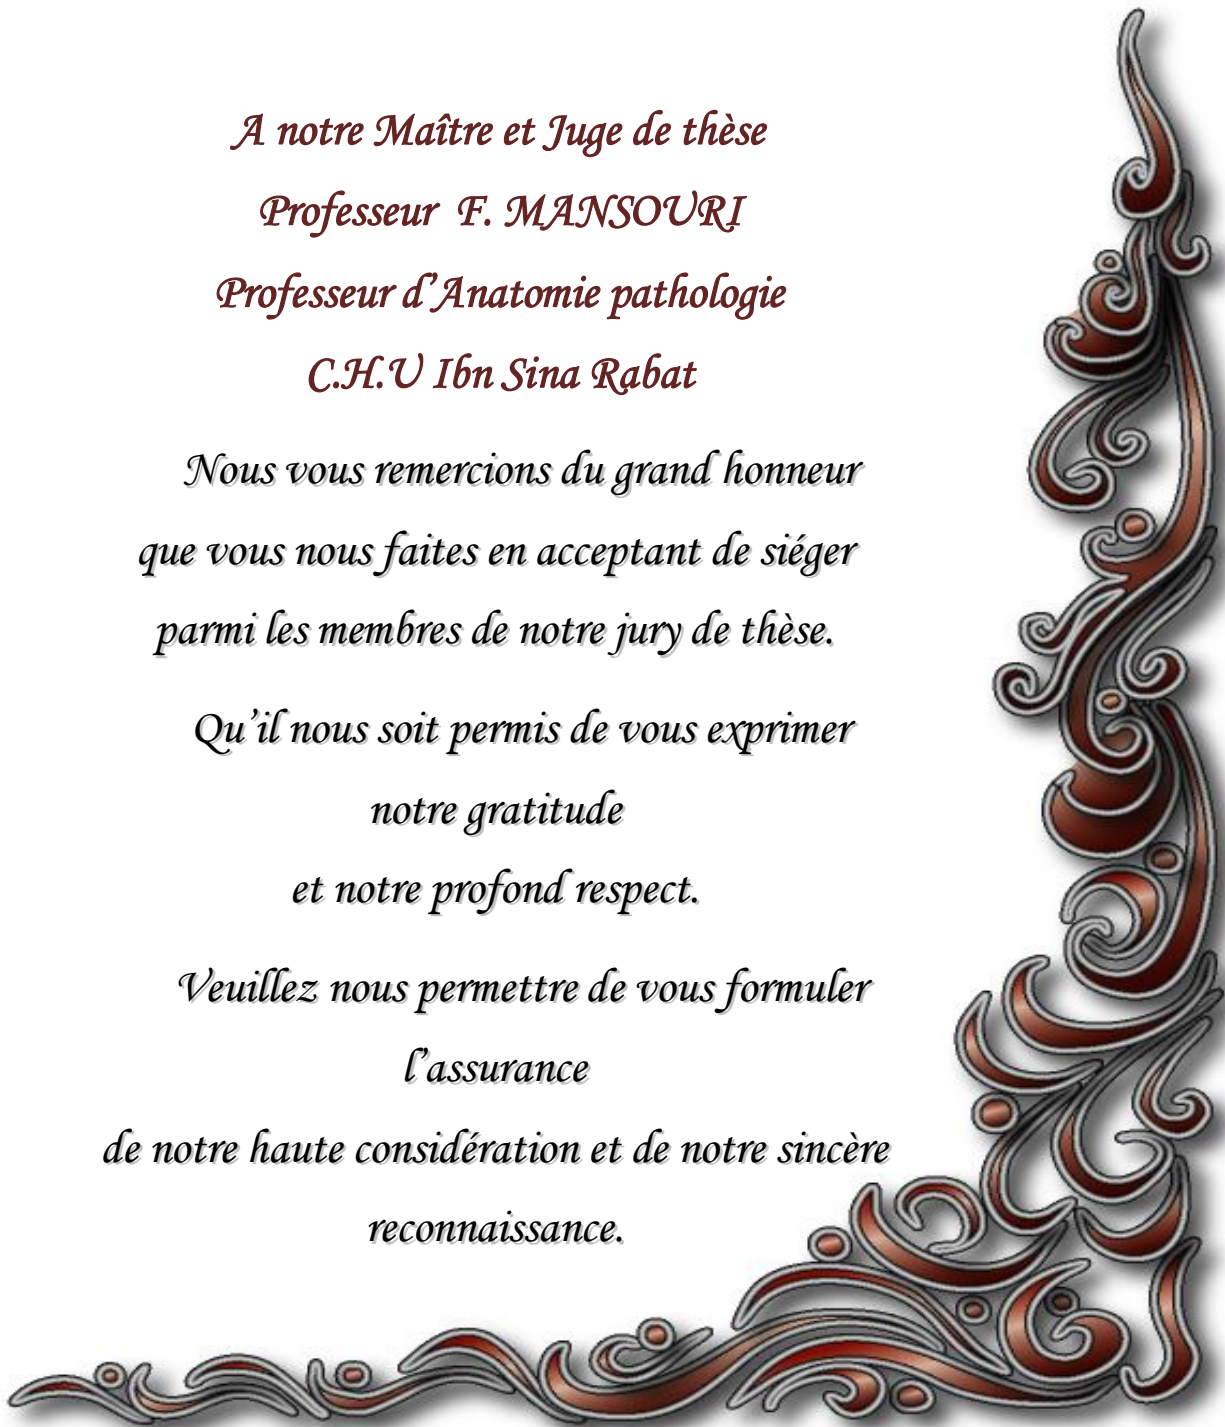 A notre Maître et Juge de thèse
Professeur F. MANSOURI
Professeur d’Anatomie pathologie
C.H.U Ibn Sina Rabat
Nous vous remercions du grand honneur
que vous nous faites en acceptant de siéger
parmi les membres de notre jury de thèse.
Qu’il nous soit permis de vous exprimer
notre gratitude
et notre profond respect.
Veuillez nous permettre de vous formuler
l’assurance
de notre haute considération et de notre sincère
reconnaissance.